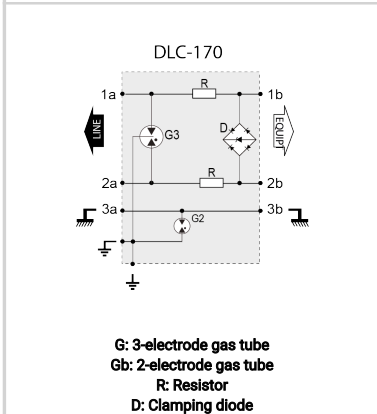 DLC-170
R
1a
1b
LINE
G3
D
EQUIPT
R
2a
2b
3a
3b
G2
G: 3-electrode gas tube
Gb: 2-electrode gas tube
R: Resistor
D: Clamping diode